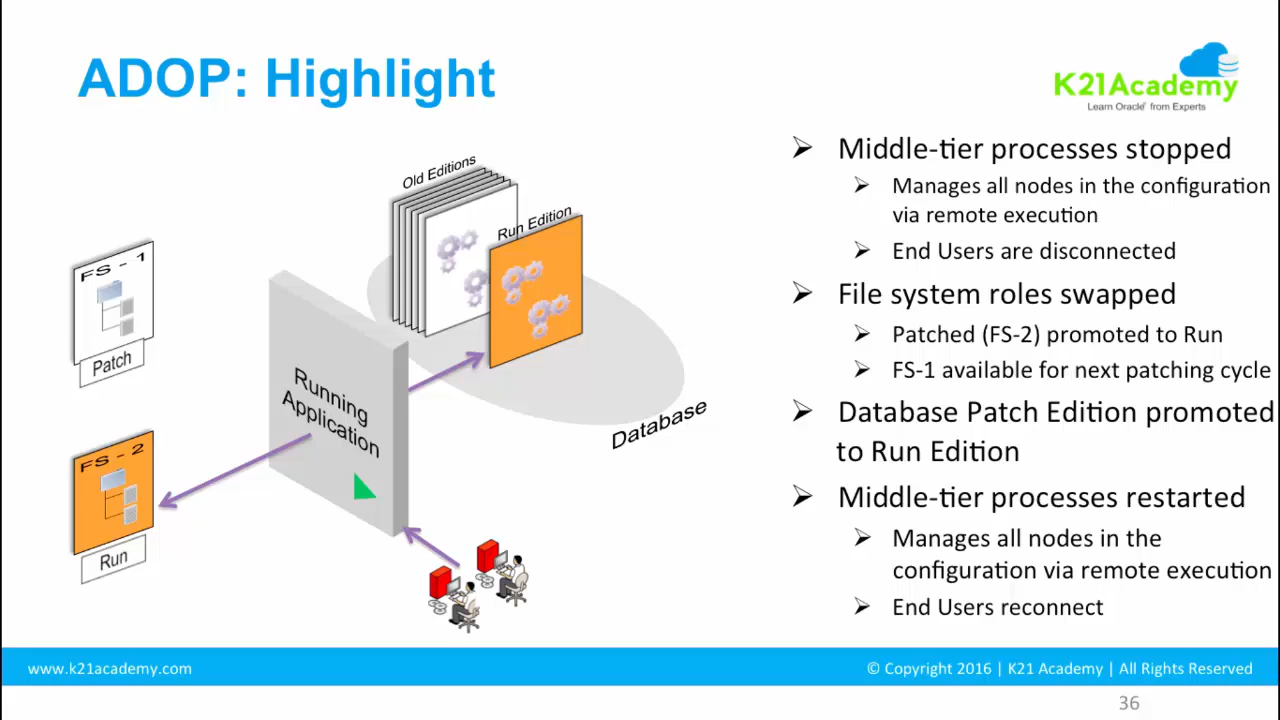 ADOP: Highlight
K21Academy
Learn Oracle® from Experts
Old Editions
Run Edition
FS - 1
Patch
Running
Application
Database
FS - 2
Run
➢ Middle-tier processes stopped
➢ Manages all nodes in the configuration
via remote execution
➢ End Users are disconnected
➢ File system roles swapped
➢ Patched (FS-2) promoted to Run
➢ FS-1 available for next patching cycle
➢ Database Patch Edition promoted
to Run Edition
➢ Middle-tier processes restarted
➢ Manages all nodes in the
configuration via remote execution
➢ End Users reconnect
www.k21academy.com
© Copyright 2016 | K21 Academy | All Rights Reserved
36